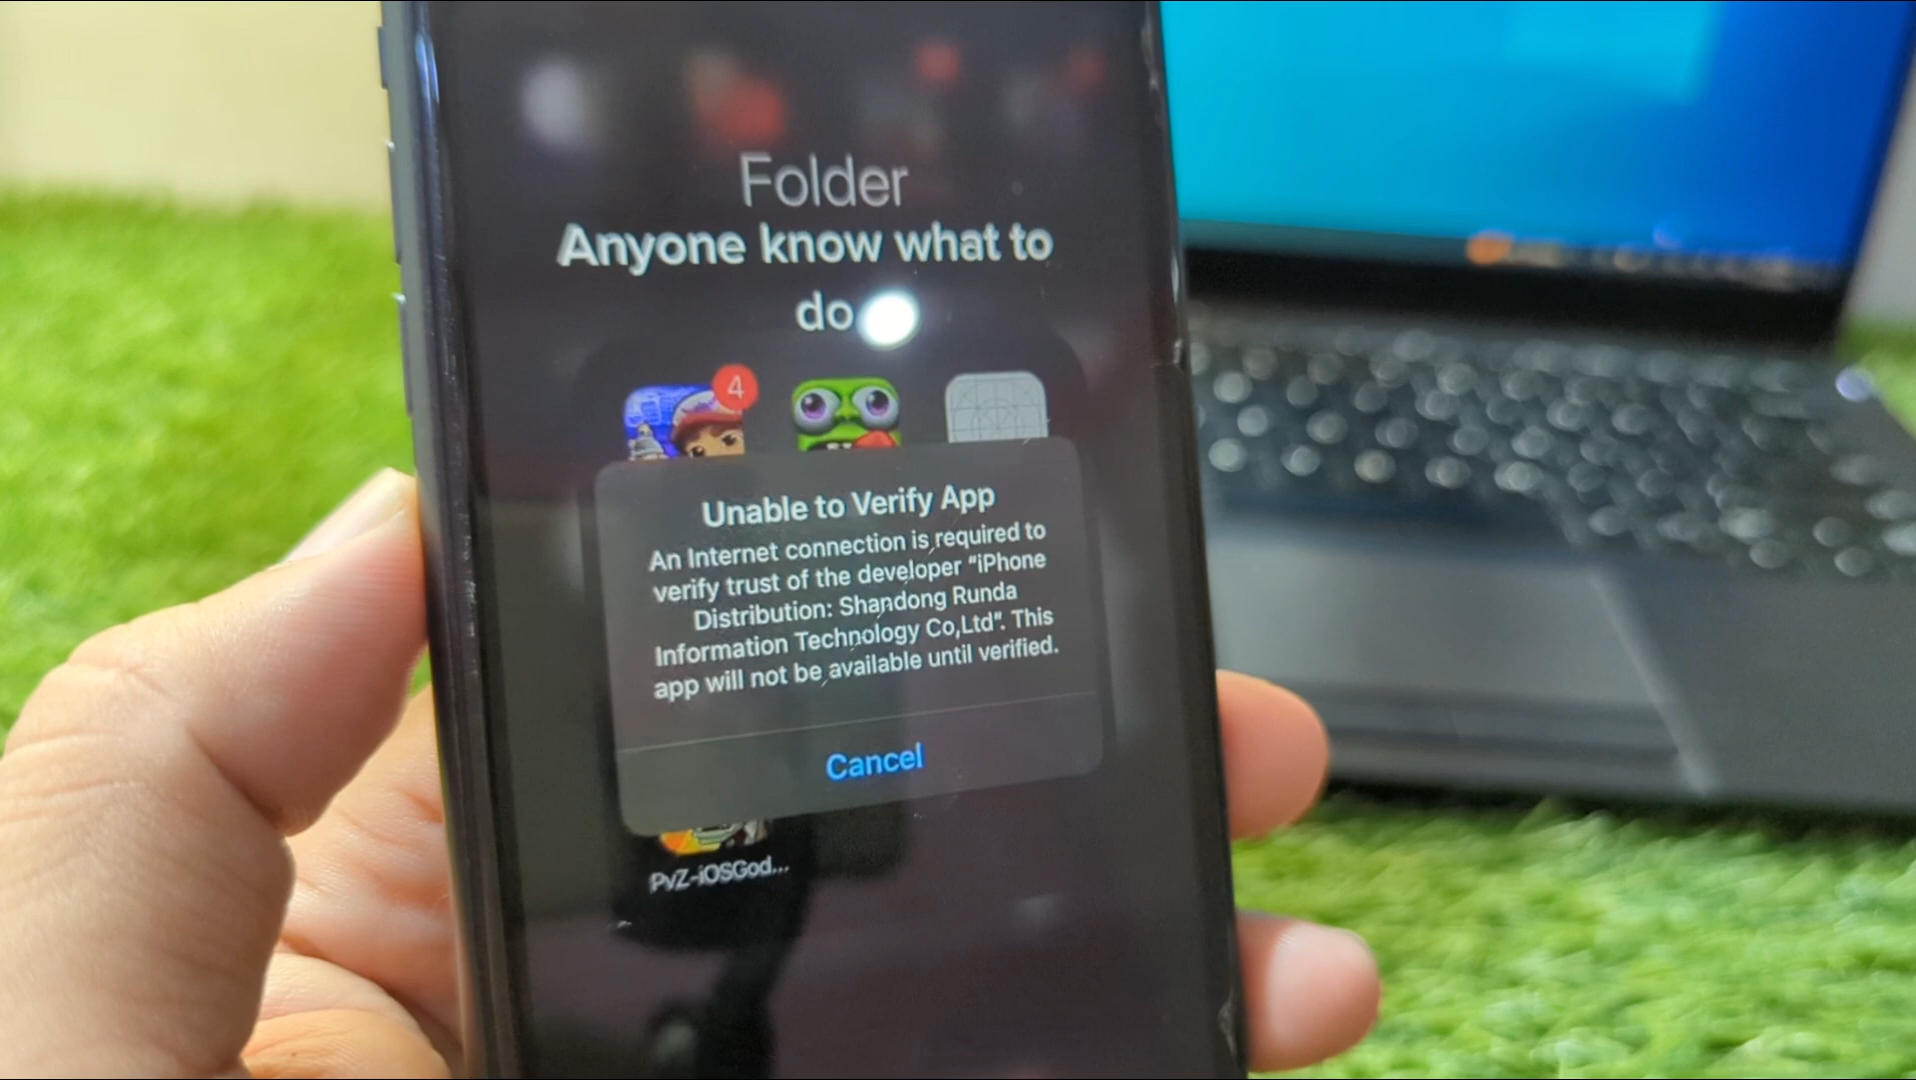 Folder
Anyone know what to
do
4
Unable to Verify App
An Internet connection is required to
verify trust of the developer “iPhone
Distribution: Shandong Runda
Information Technology Co,Ltd”. This
app will not be available until verified.
Cancel
PvZ-iOSGod...